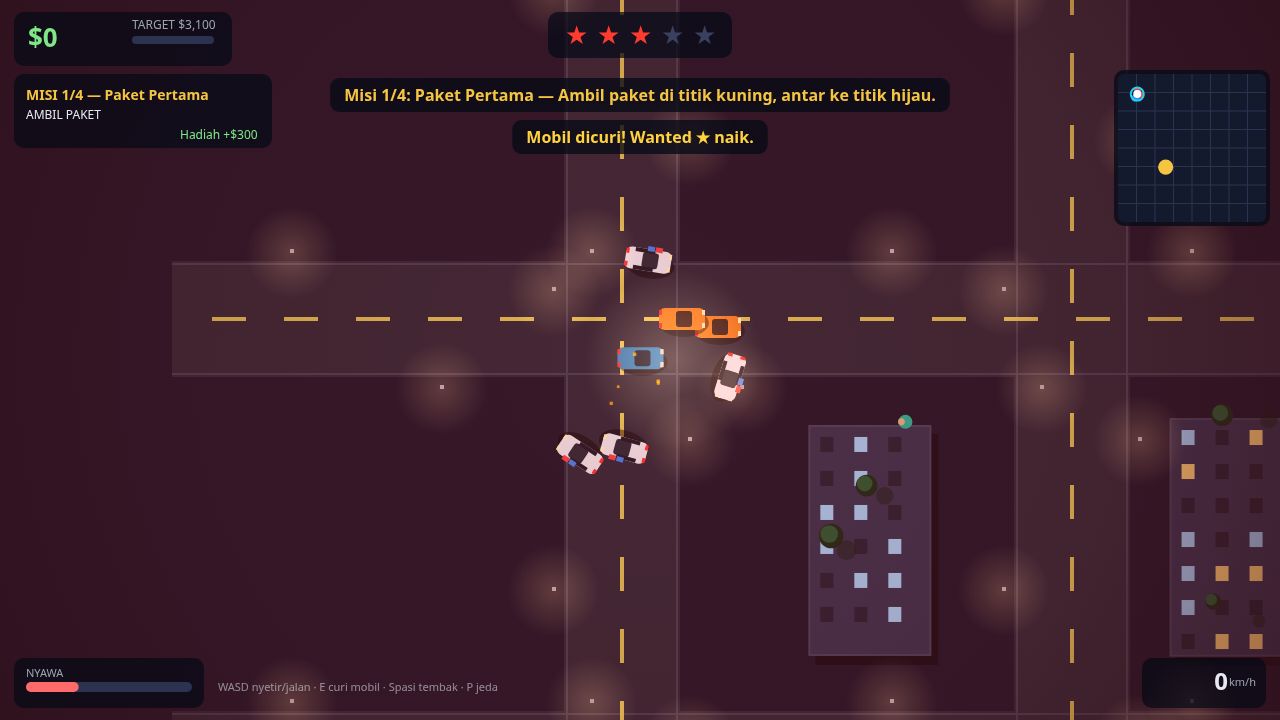 $0
TARGET $3,100
MISI 1/4 — Paket Pertama
AMBIL PAKET
Hadiah +$300
★ ★ ★ ★ ★
Misi 1/4: Paket Pertama — Ambil paket di titik kuning, antar ke titik hijau.
Mobil dicuri! Wanted ★ naik.
NYAWA
WASD nyetir/jalan · E curi mobil · Spasi tembak · P jeda
0 km/h